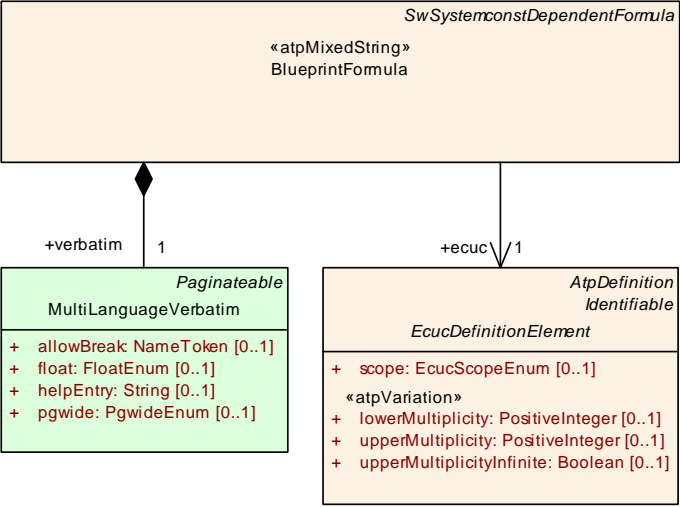 SwSystemconstDependentFormula
«atpMixedString»
BlueprintFormula
+verbatim 1
+ecuc 1
Paginateable
MultiLanguageVerbatim
+ allowBreak: NameToken [0..1]
+ float: FloatEnum [0..1]
+ helpEntry: String [0..1]
+ pgwide: PgwideEnum [0..1]
AtpDefinition
Identifiable
EcucDefinitionElement
+ scope: EcucScopeEnum [0..1]
«atpVariation»
+ lowerMultiplicity: PositiveInteger [0..1]
+ upperMultiplicity: PositiveInteger [0..1]
+ upperMultiplicityInfinite: Boolean [0..1]